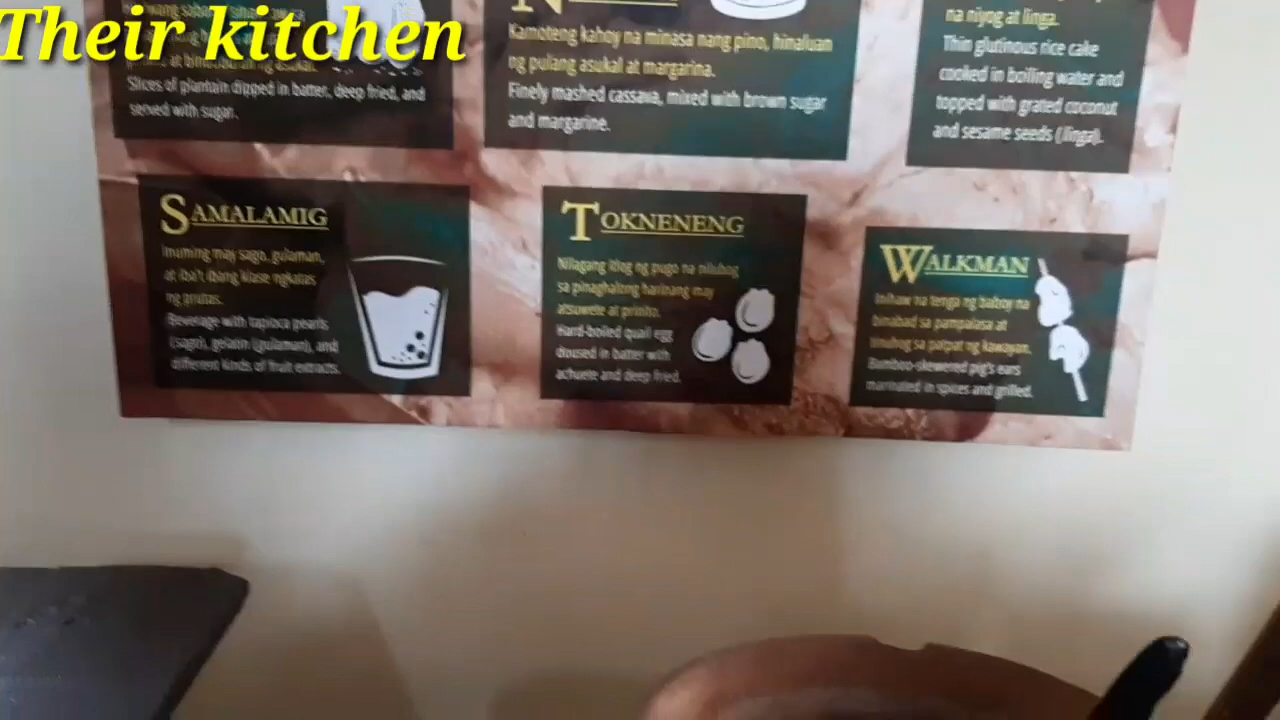 Their kitchen
Slices of plantain dipped in batter, deep fried, and
served with sugar.
Kamoteng kahoy na minasa nang pino, hinaluan
ng pulang asukal at margarina.
Finely mashed cassava, mixed with brown sugar
and margarine.
na niyog at linga.
Thin glutinous rice cake
cooked in boiling water and
topped with grated coconut
and sesame seeds (linga).
SAMALAMIG
Inuming may sago, gulaman,
at iba't ibang klase ngkatas
ng prutas.
Beverage with tapioca pearls
(sago), gelatin (gulaman), and
different kinds of fruit extracts.
TOKNENENG
Nilagang itlog ng pugo na nilubog
sa pinaghalong harinang may
atsuwete at prinito.
Hard-boiled quail egg
doused in batter with
achuete and deep fried.
WALKMAN
Inihaw na tenga ng baboy na
binabad sa pampalasa at
tinuhog sa patpat ng kawayan.
Bamboo-skewered pig's ears
marinated in spices and grilled.